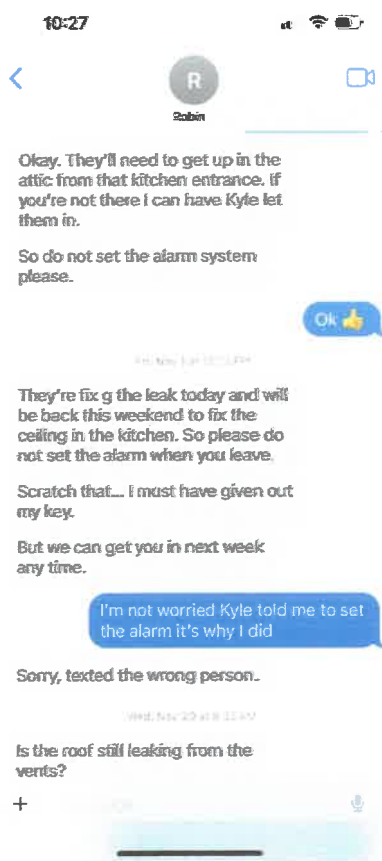 10:27
R
Robin
Okay. They'll need to get up in the
attic from that kitchen entrance. If
you're not there I can have Kyle let
them in.
So do not set the alarm system
please.
Ok 👍
They're fix g the leak today and will
be back this weekend to fix the
ceiling in the kitchen. So please do
not set the alarm when you leave.
Scratch that... I must have given out
my key.
But we can get you in next week
any time.
I'm not worried Kyle told me to set
the alarm it's why I did
Sorry, texted the wrong person.
Wed, Nov 20 at
Is the roof still leaking from the
vents?
+